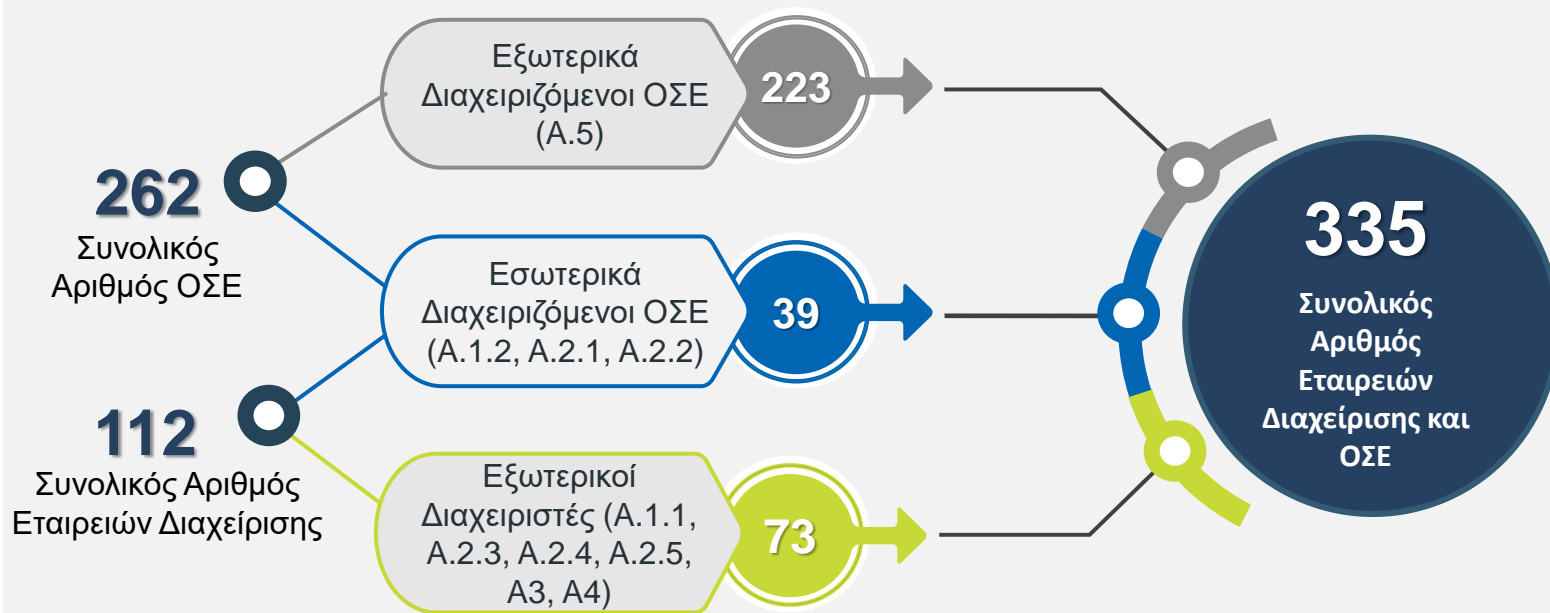 262
Συνολικός
Αριθμός ΟΣΕ
112
Συνολικός Αριθμός
Εταιρειών Διαχείρισης
Εξωτερικά
Διαχειριζόμενοι ΟΣΕ
(Α.5)
223
Εσωτερικά
Διαχειριζόμενοι ΟΣΕ
(Α.1.2, Α.2.1, Α.2.2)
39
Εξωτερικοί
Διαχειριστές (Α.1.1,
Α.2.3, Α.2.4, Α.2.5,
Α3, Α4)
73
335
Συνολικός
Αριθμός
Εταιρειών
Διαχείρισης και
ΟΣΕ